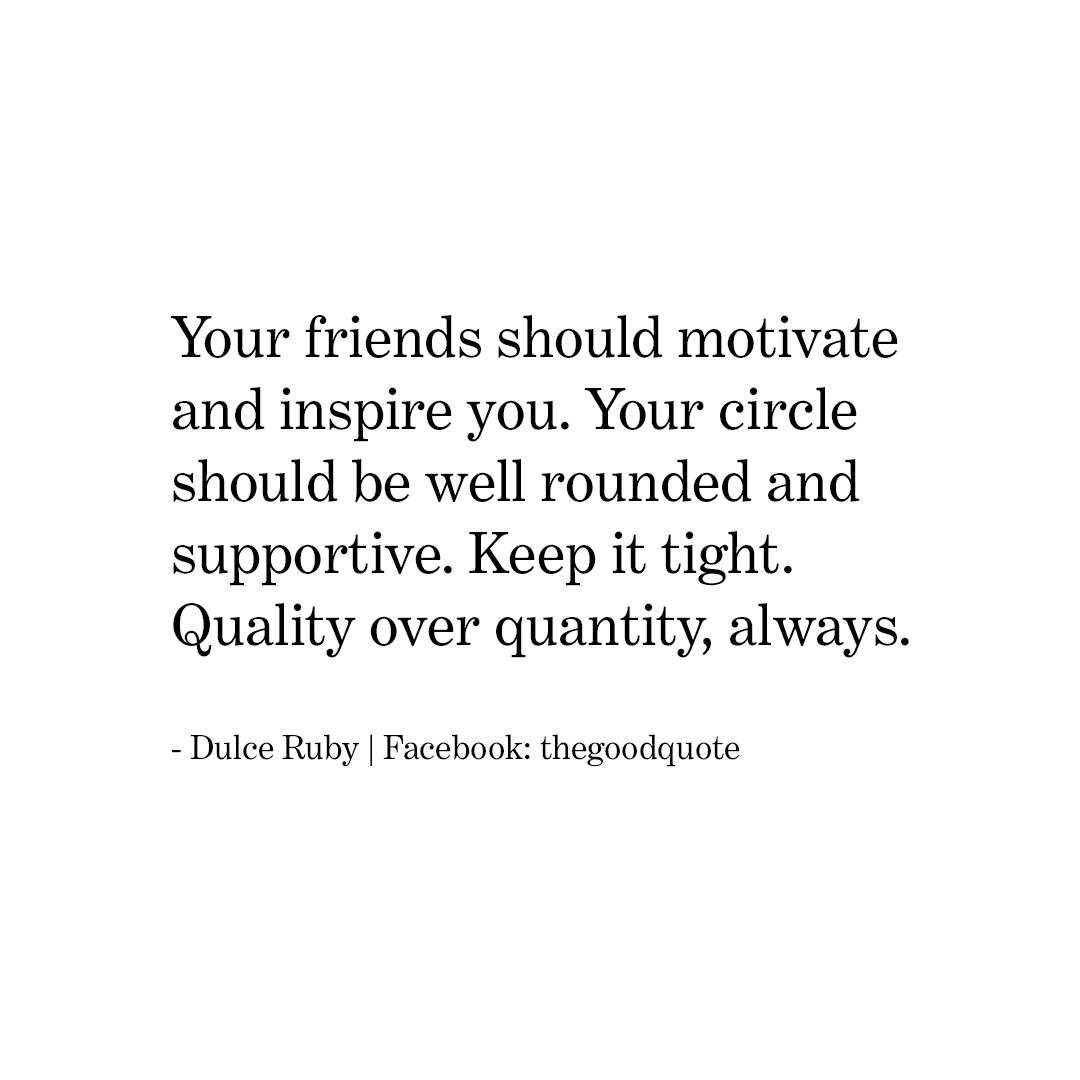 Your friends should motivate
and inspire you. Your circle
should be well rounded and
supportive. Keep it tight.
Quality over quantity, always.
- Dulce Ruby | Facebook: thegoodquote